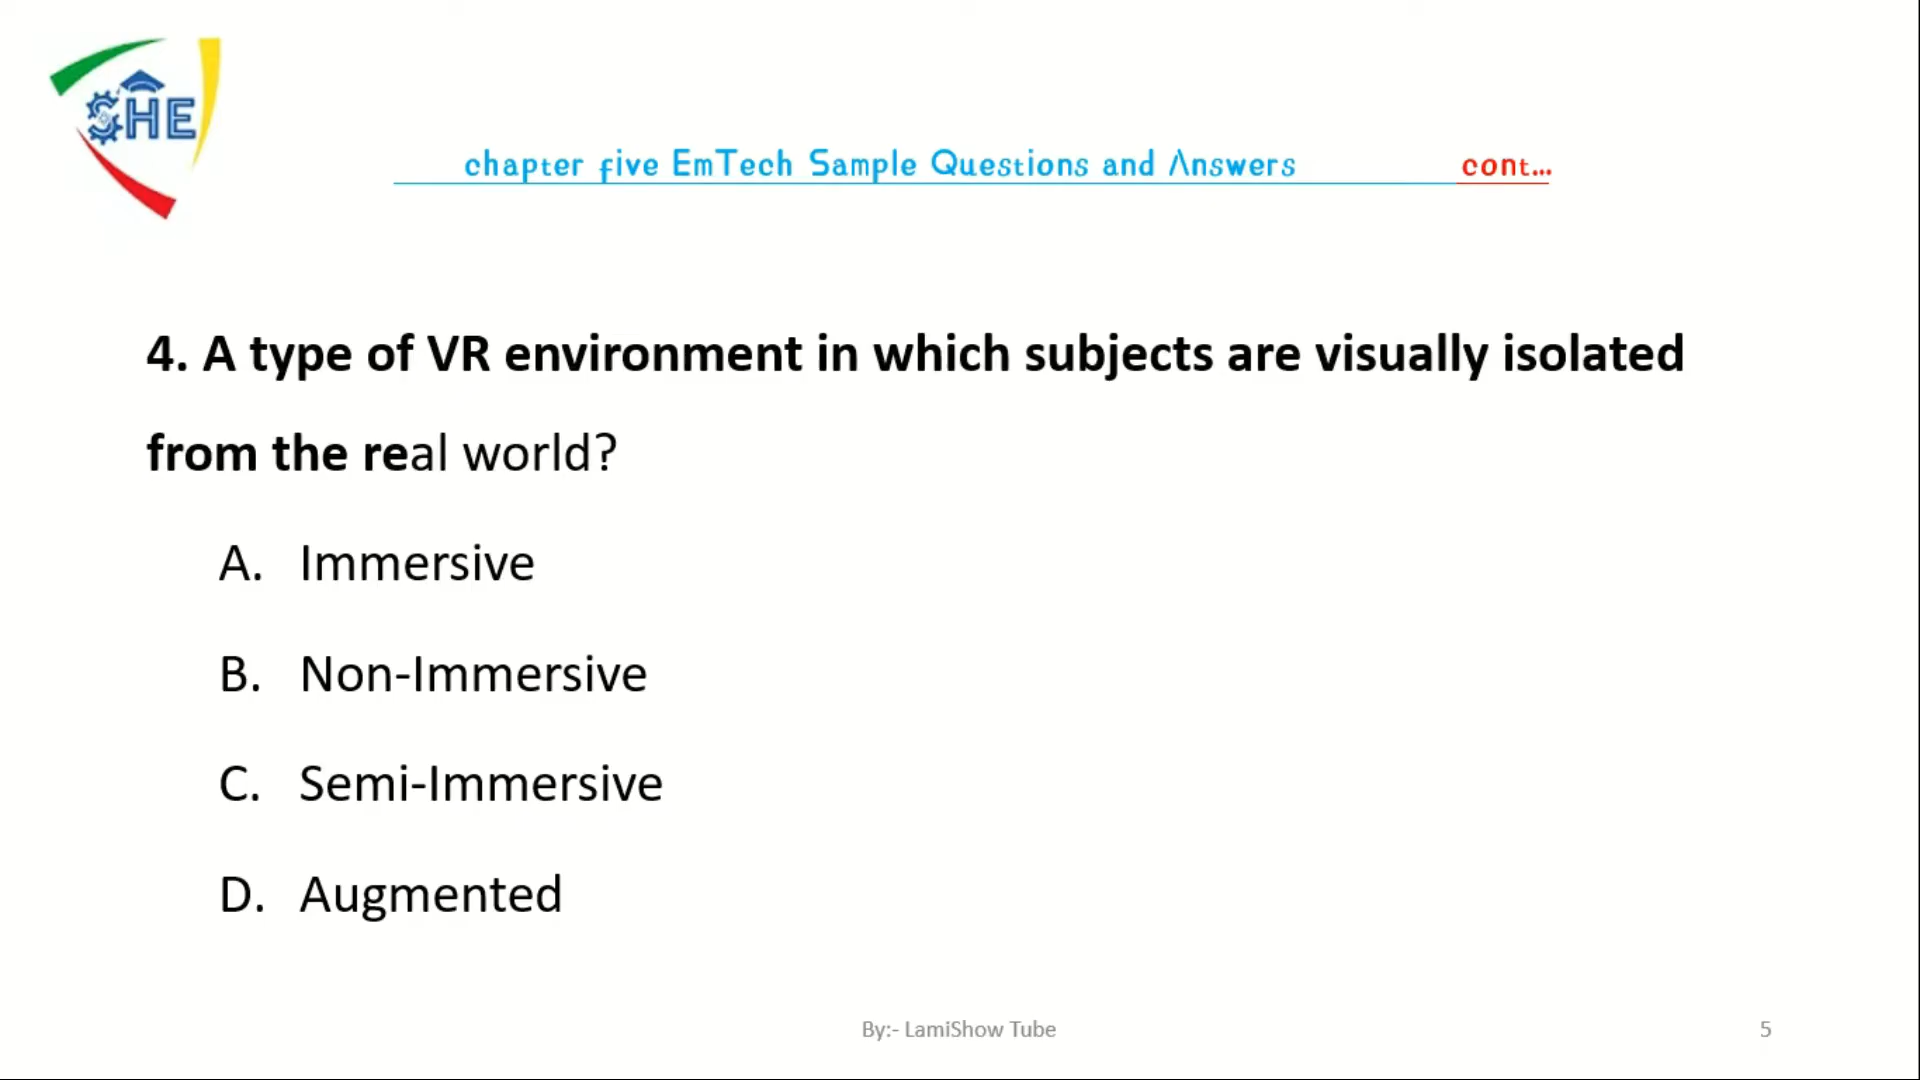 SHE
chapter five EmTech Sample Questions and Answers cont...
4. A type of VR environment in which subjects are visually isolated
from the real world?
A. Immersive
B. Non-Immersive
C. Semi-Immersive
D. Augmented
By:- LamiShow Tube 5